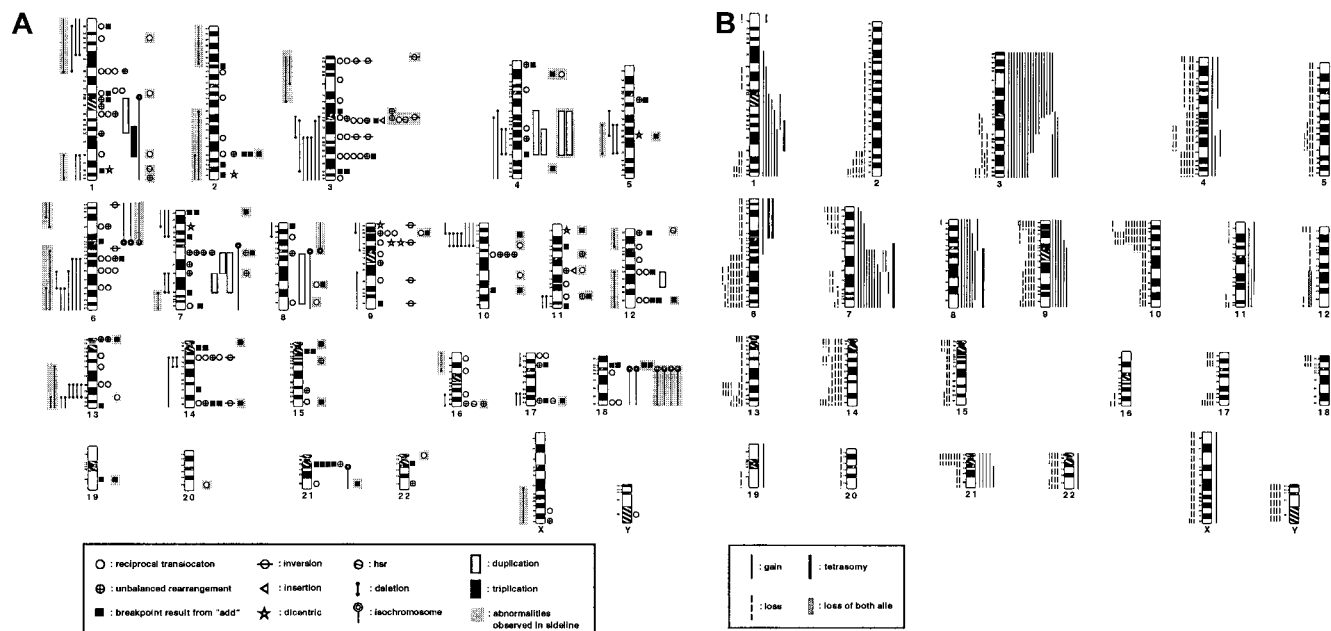 A
B
1 2 3 4 5
6 7 8 9 10 11 12
13 14 15 16 17 18
19 20 21 22 X Y
1 2 3 4 5
6 7 8 9 10 11 12
13 14 15 16 17 18
19 20 21 22 X Y
: reciprocal translocaton
: unbalanced rearrangement
: breakpoint result from "add"
: inversion
: insertion
: dicentric
: hsr
: deletion
: isochromosome
: duplication
: triplication
: abnormalities
observed in sideline
: gain
: loss
: tetrasomy
: loss of both alle